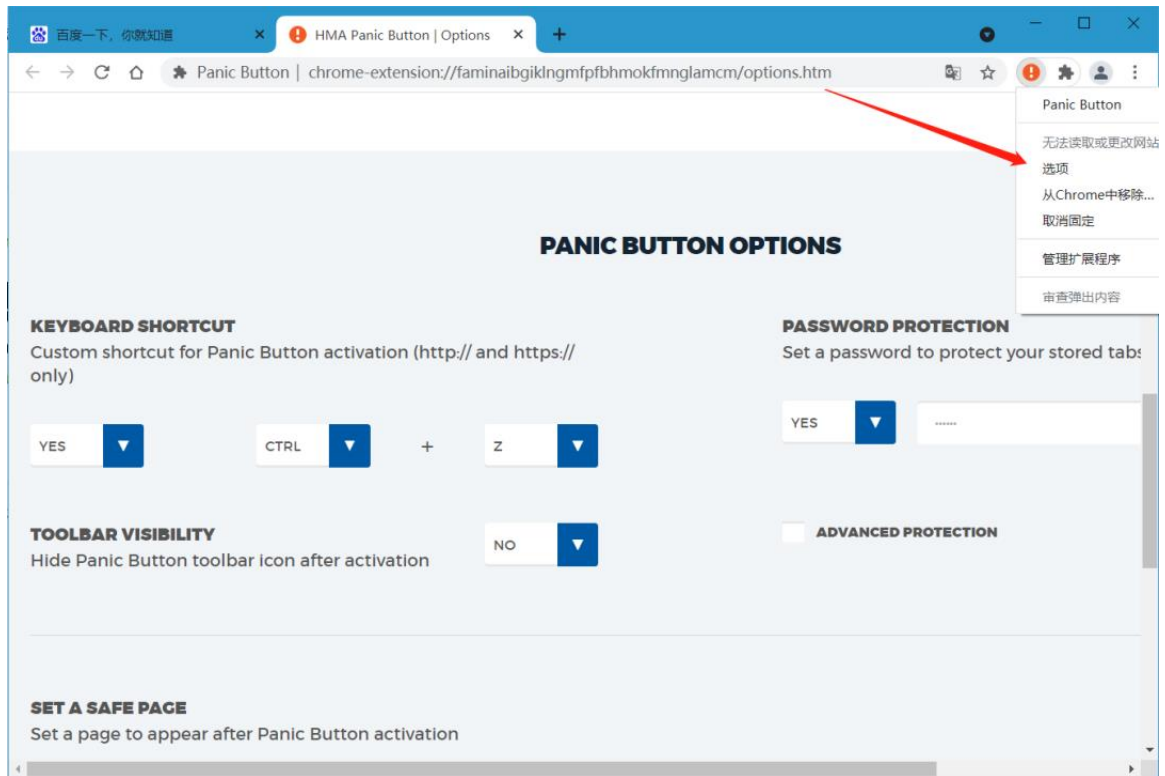 百度一下，你就知道
HMA Panic Button | Options
Panic Button | chrome-extension://faminaibgiklngmfpfbhmokfmnglamcm/options.htm
Panic Button
无法读取或更改网站
选项
从Chrome中移除...
取消固定
管理扩展程序
审查弹出内容
PANIC BUTTON OPTIONS
KEYBOARD SHORTCUT
Custom shortcut for Panic Button activation (http:// and https://
only)
YES
CTRL
+
Z
PASSWORD PROTECTION
Set a password to protect your stored tabs
YES
TOOLBAR VISIBILITY
Hide Panic Button toolbar icon after activation
NO
ADVANCED PROTECTION
SET A SAFE PAGE
Set a page to appear after Panic Button activation